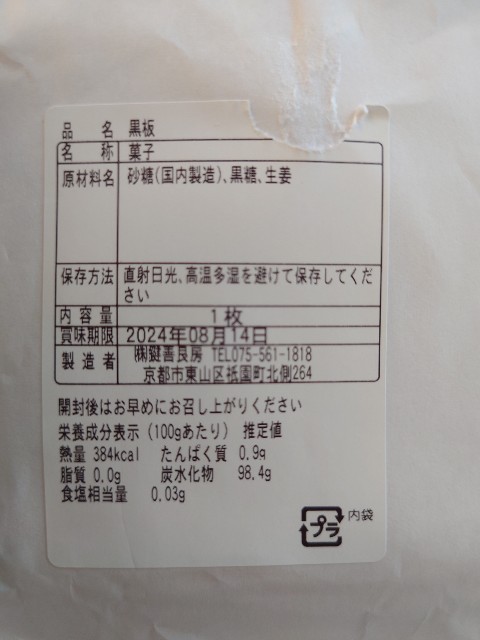 品名 黒板
名称 菓子
原材料名 砂糖(国内製造)、黒糖、生姜
保存方法 直射日光、高温多湿を避けて保存してくだ
さい
内容量 1枚
賞味期限 2024年08月14日
製造者 ㈱鍵善良房 TEL075-561-1818
京都市東山区祇園町北側264
開封後はお早めにお召し上がりください
栄養成分表示(100gあたり) 推定値
熱量 384kcal たんぱく質 0.9g
脂質 0.0g 炭水化物 98.4g
食塩相当量 0.03g
プラ 内袋